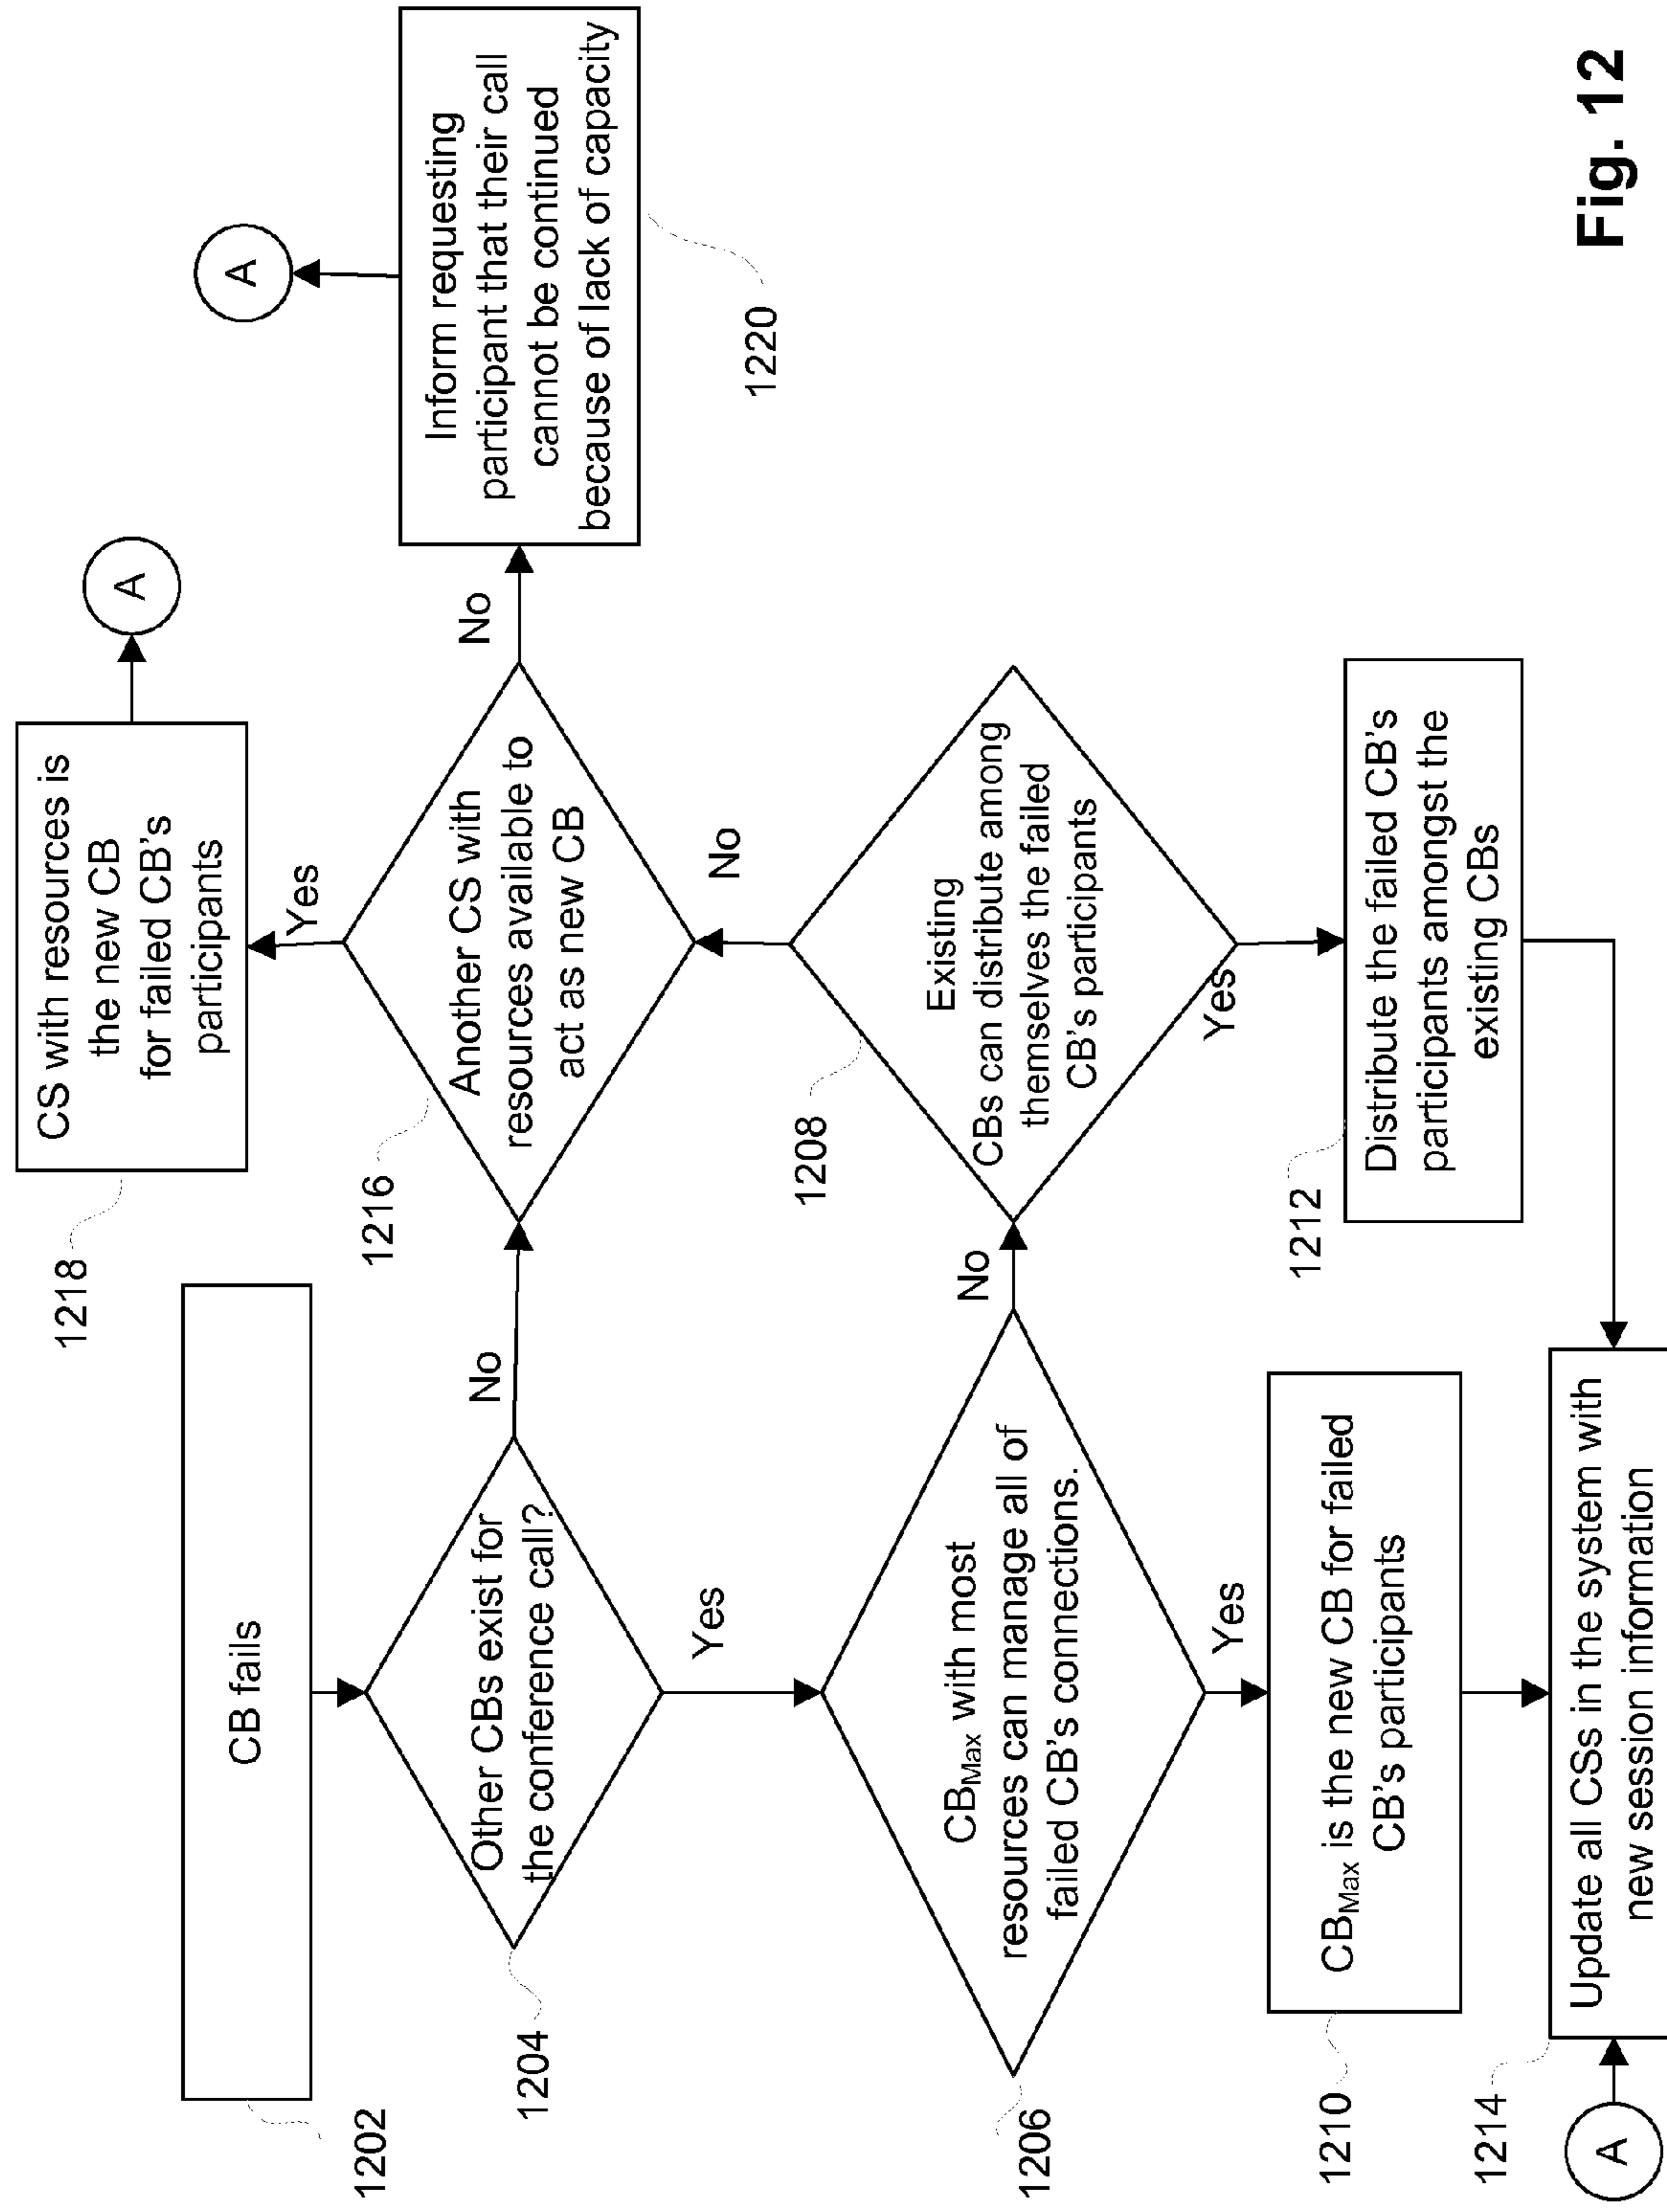 1202
CB fails
1204
Other CBs exist for
the conference call?
No
Yes
1206
CB Max with most
resources can manage all of
failed CB's connections.
No
Yes
1210
CB Max is the new CB for failed
CB's participants
1214
A
Update all CSs in the system with
new session information
1218
CS with resources is
the new CB
for failed CB's
participants
A
Yes
1216
Another CS with
resources available to
act as new CB
No
No
1208
Existing
CBs can distribute among
themselves the failed
CB's participants
Yes
1212
Distribute the failed CB's
participants amongst the
existing CBs
A
Inform requesting
participant that their call
cannot be continued
because of lack of capacity
1220
Fig. 12